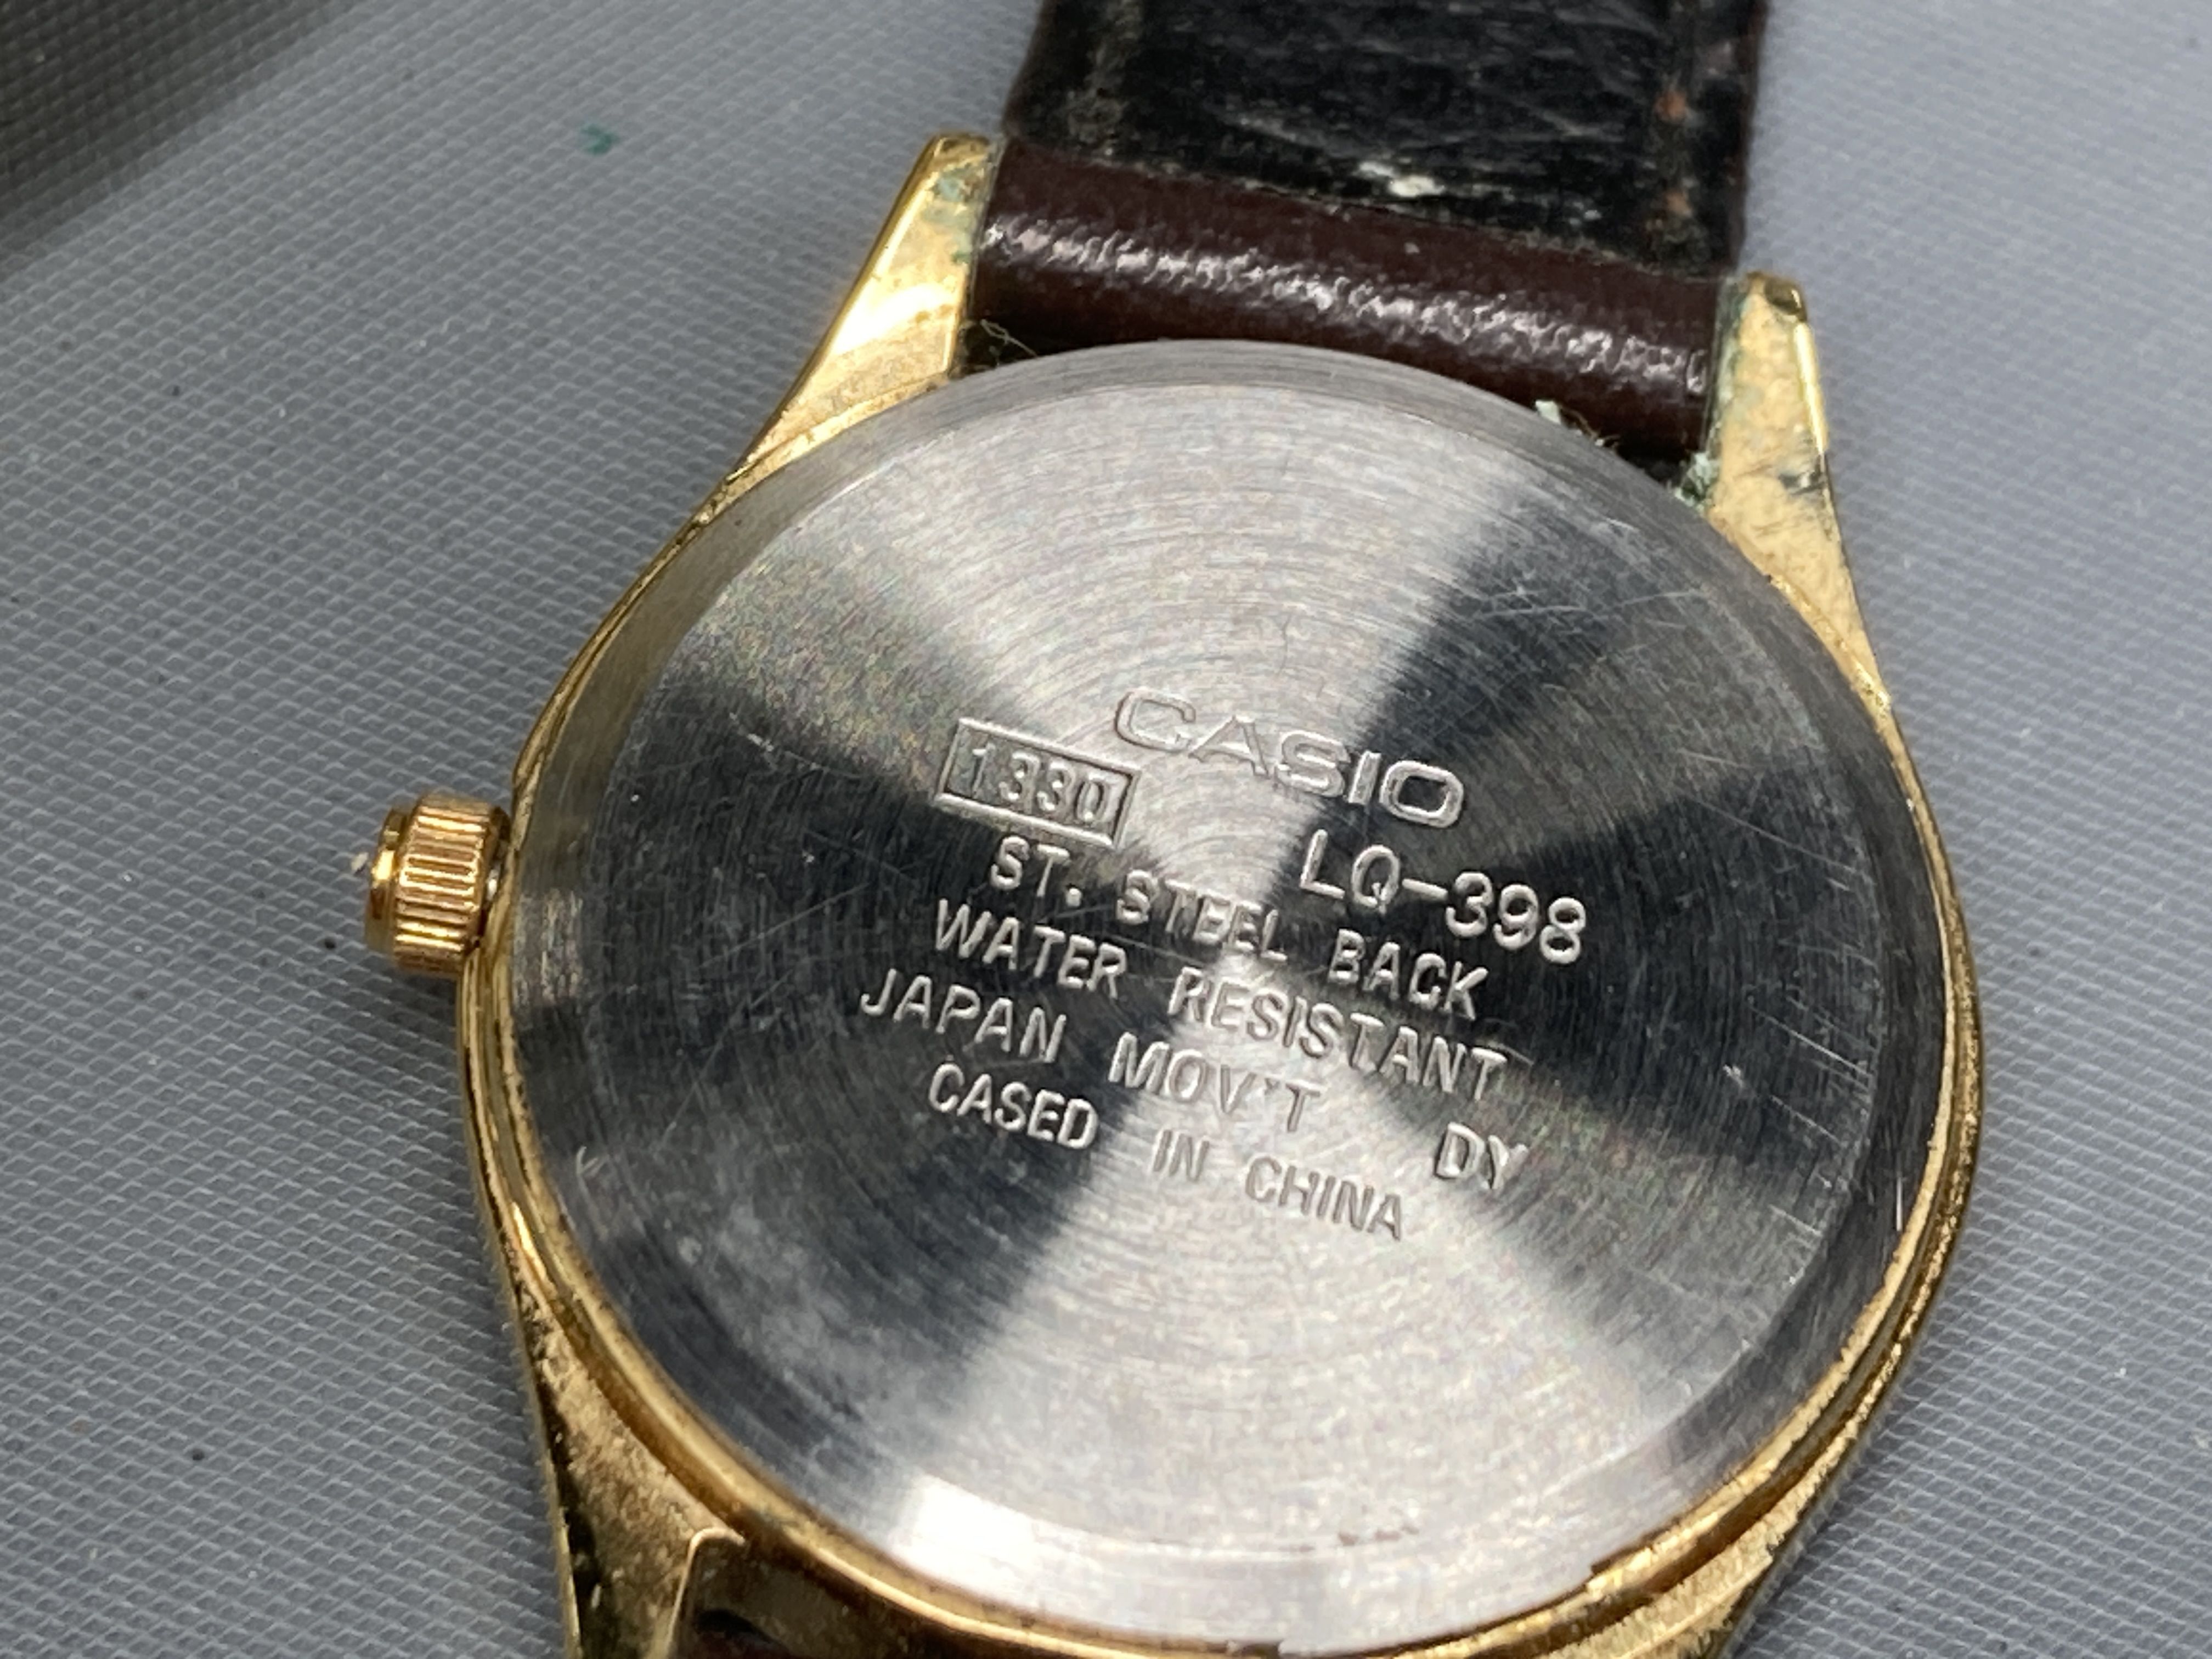 CASIO
1330 LQ-398
ST. STEEL BACK
WATER RESISTANT
JAPAN MOV'T DY
CASED IN CHINA